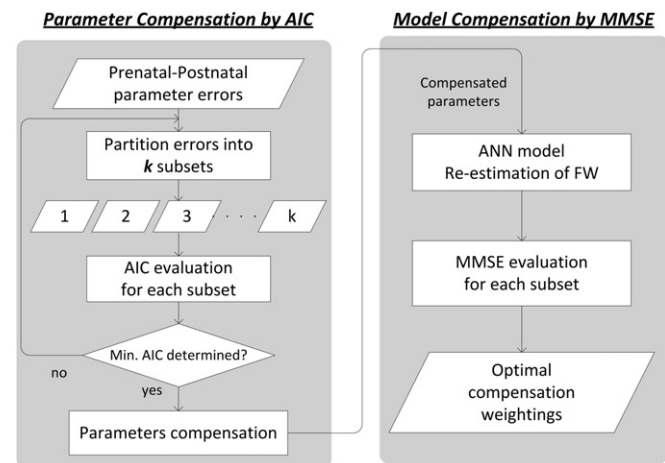 Parameter Compensation by AIC
Prenatal-Postnatal
parameter errors
Partition errors into
k subsets
1 2 3 · · · · k
AIC evaluation
for each subset
Min. AIC determined?
no
yes
Parameters compensation
Model Compensation by MMSE
Compensated
parameters
ANN model
Re-estimation of FW
MMSE evaluation
for each subset
Optimal
compensation
weightings